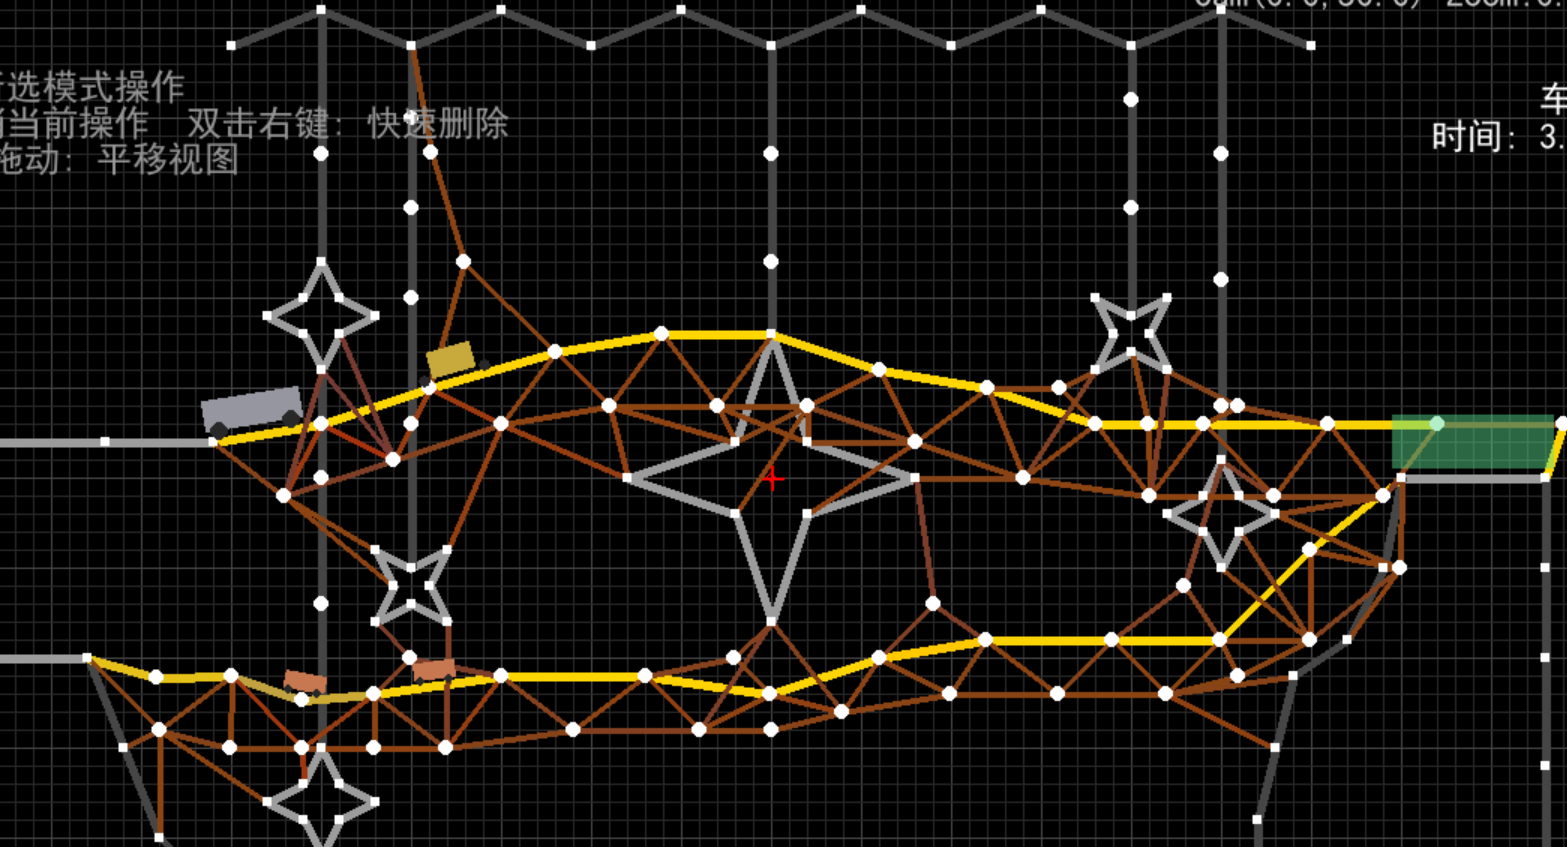 选模式操作
当前操作 双击右键: 快速删除
拖动: 平移视图
车
时间: 3.